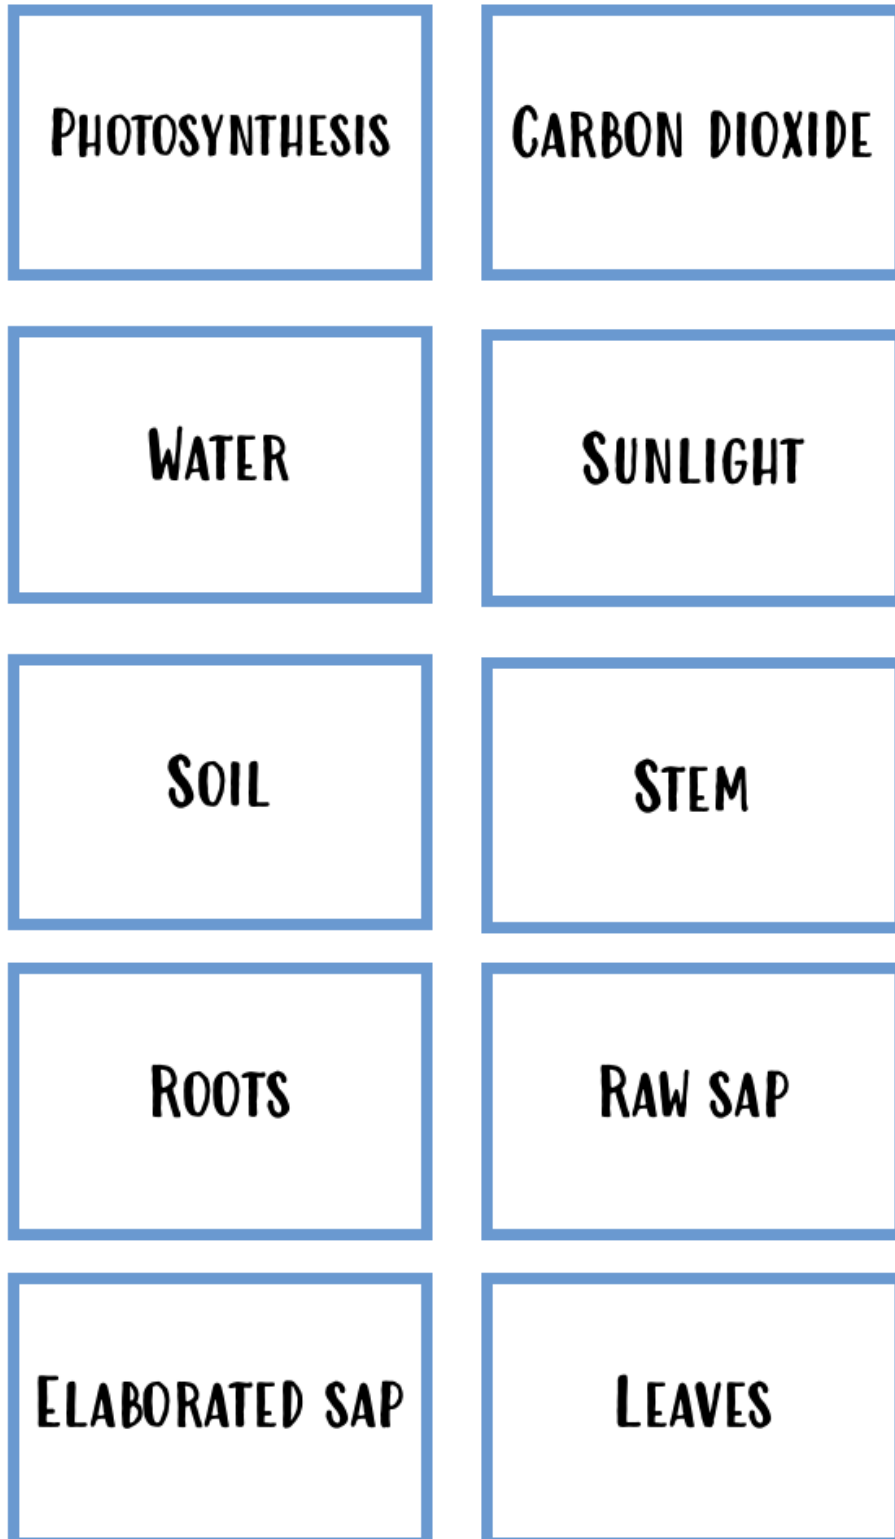 Photosynthesis
Carbon dioxide
Water
Sunlight
Soil
Stem
Roots
Raw sap
Elaborated sap
Leaves